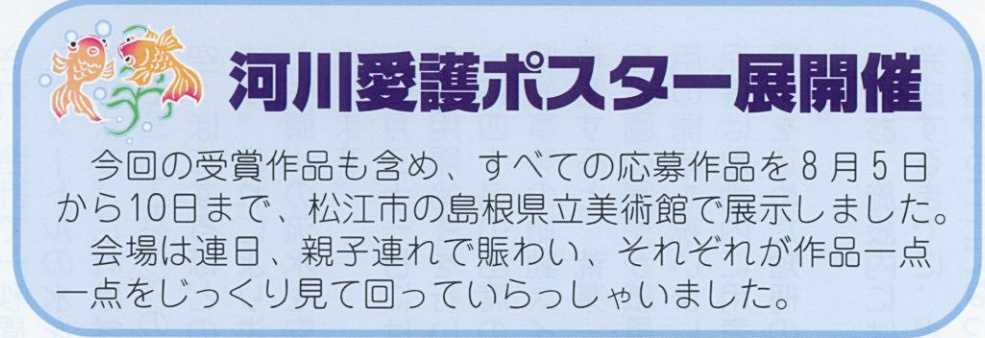 河川愛護ポスター展開催
　今回の受賞作品も含め、すべての応募作品を８月５日
から10日まで、松江市の島根県立美術館で展示しました。
　会場は連日、親子連れで賑わい、それぞれが作品一点
一点をじっくり見て回っていらっしゃいました。